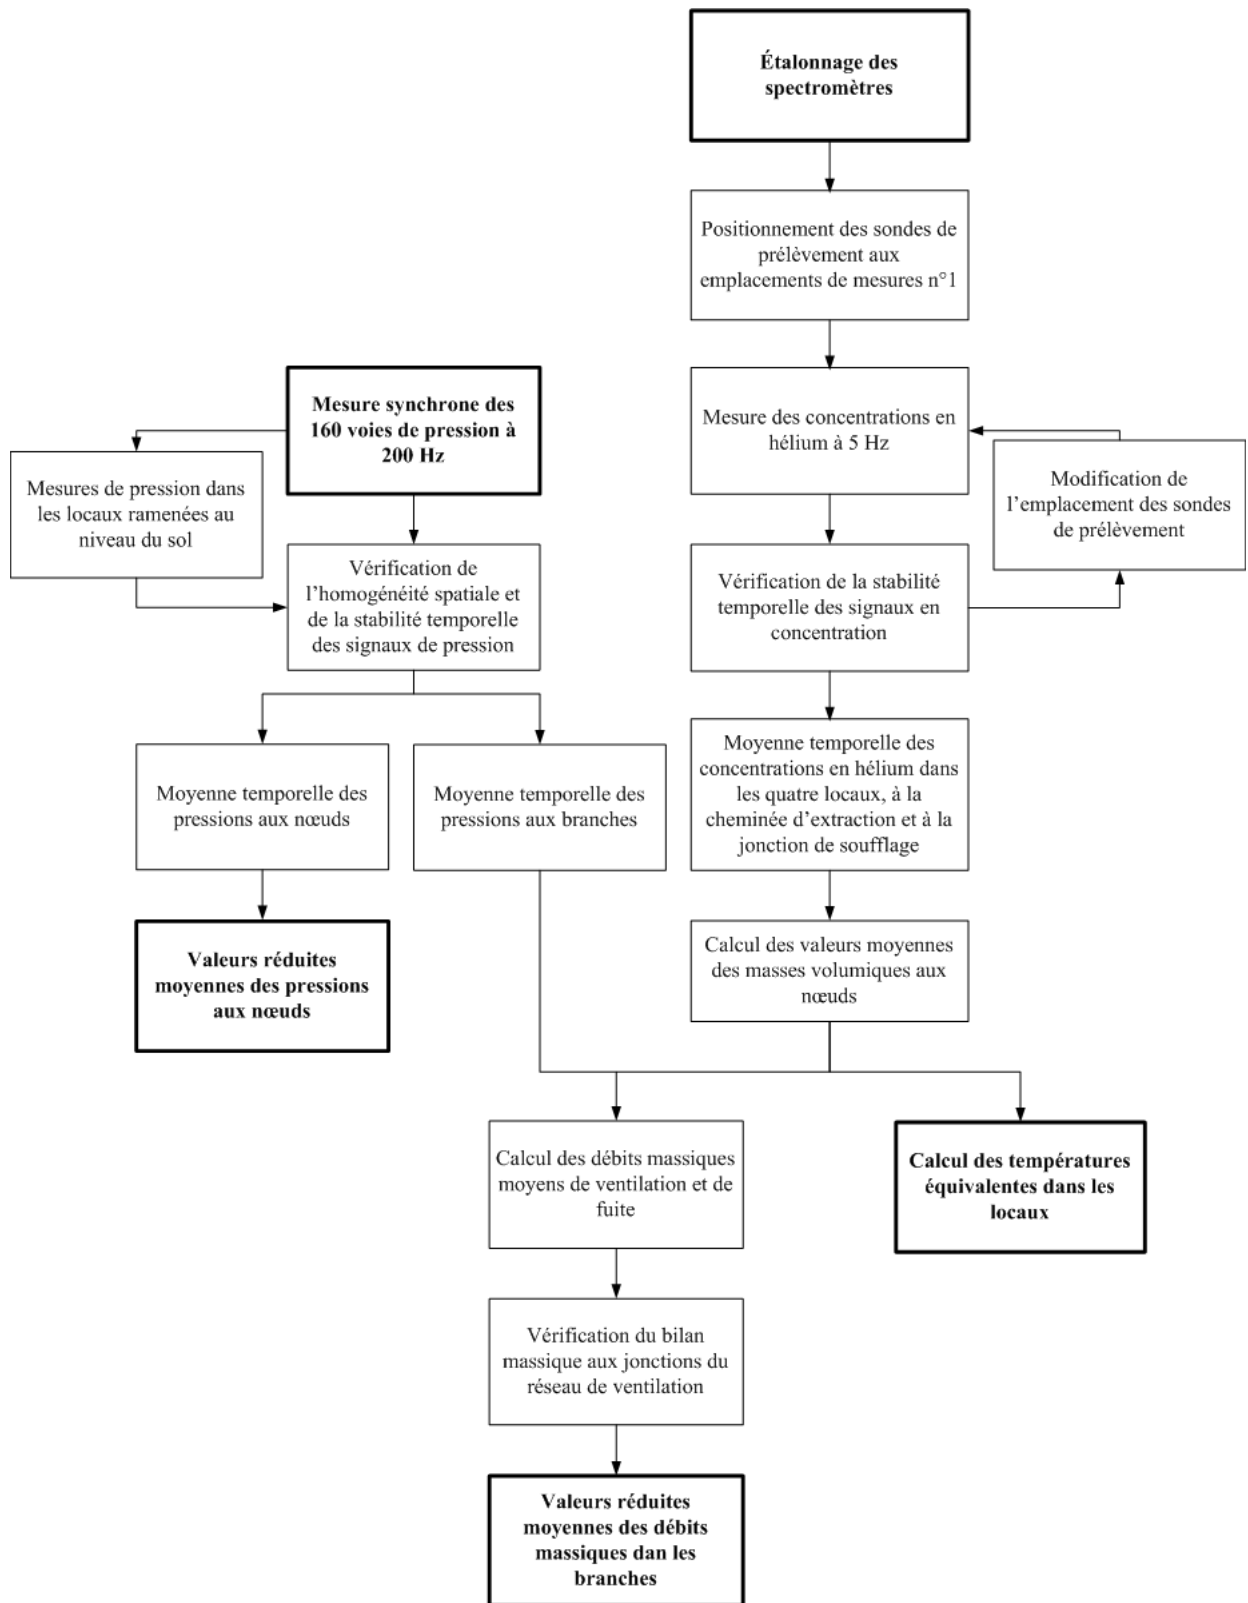 Étalonnage des
spectromètres
Positionnement des sondes de
prélèvement aux
emplacements de mesures n°1
Mesure synchrone des
160 voies de pression à
200 Hz
Mesure des concentrations en
hélium à 5 Hz
Mesures de pression dans
les locaux ramenées au
niveau du sol
Modification de
l’emplacement des sondes
de prélèvement
Vérification de
l’homogénéité spatiale et
de la stabilité temporelle
des signaux de pression
Vérification de la stabilité
temporelle des signaux en
concentration
Moyenne temporelle des
pressions aux nœuds
Moyenne temporelle des
pressions aux branches
Moyenne temporelle des
concentrations en hélium dans
les quatre locaux, à la
cheminée d’extraction et à la
jonction de soufflage
Valeurs réduites
moyennes des pressions
aux nœuds
Calcul des valeurs moyennes
des masses volumiques aux
nœuds
Calcul des débits massiques
moyens de ventilation et de
fuite
Calcul des températures
équivalentes dans les
locaux
Vérification du bilan
massique aux jonctions du
réseau de ventilation
Valeurs réduites
moyennes des débits
massiques dan les
branches